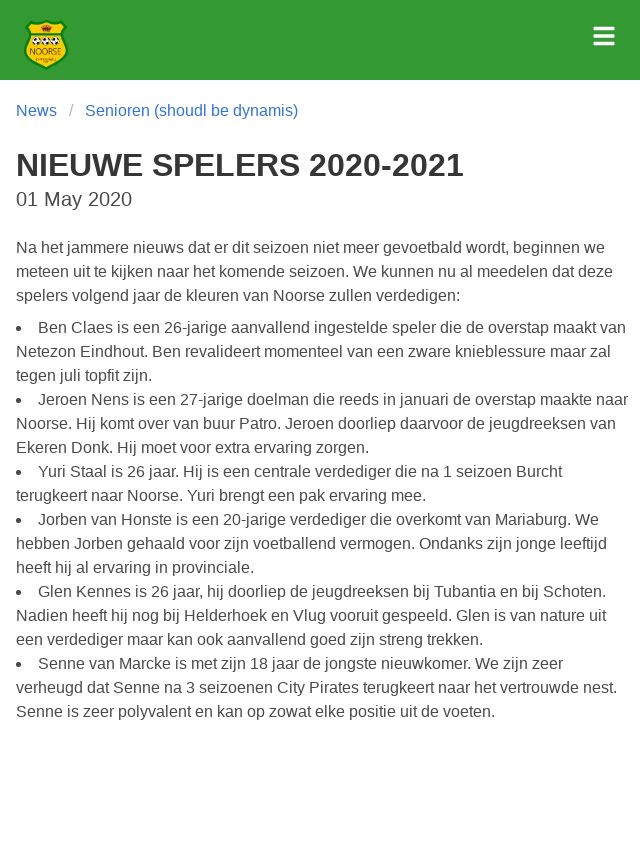 NOORSE
News / Senioren (shoudl be dynamis)
NIEUWE SPELERS 2020-2021
01 May 2020
Na het jammere nieuws dat er dit seizoen niet meer gevoetbald wordt, beginnen we
meteen uit te kijken naar het komende seizoen. We kunnen nu al meedelen dat deze
spelers volgend jaar de kleuren van Noorse zullen verdedigen:
• Ben Claes is een 26-jarige aanvallend ingestelde speler die de overstap maakt van
Netezon Eindhout. Ben revalideert momenteel van een zware knieblessure maar zal
tegen juli topfit zijn.
• Jeroen Nens is een 27-jarige doelman die reeds in januari de overstap maakte naar
Noorse. Hij komt over van buur Patro. Jeroen doorliep daarvoor de jeugdreeksen van
Ekeren Donk. Hij moet voor extra ervaring zorgen.
• Yuri Staal is 26 jaar. Hij is een centrale verdediger die na 1 seizoen Burcht
terugkeert naar Noorse. Yuri brengt een pak ervaring mee.
• Jorben van Honste is een 20-jarige verdediger die overkomt van Mariaburg. We
hebben Jorben gehaald voor zijn voetballend vermogen. Ondanks zijn jonge leeftijd
heeft hij al ervaring in provinciale.
• Glen Kennes is 26 jaar, hij doorliep de jeugdreeksen bij Tubantia en bij Schoten.
Nadien heeft hij nog bij Helderhoek en Vlug vooruit gespeeld. Glen is van nature uit
een verdediger maar kan ook aanvallend goed zijn streng trekken.
• Senne van Marcke is met zijn 18 jaar de jongste nieuwkomer. We zijn zeer
verheugd dat Senne na 3 seizoenen City Pirates terugkeert naar het vertrouwde nest.
Senne is zeer polyvalent en kan op zowat elke positie uit de voeten.